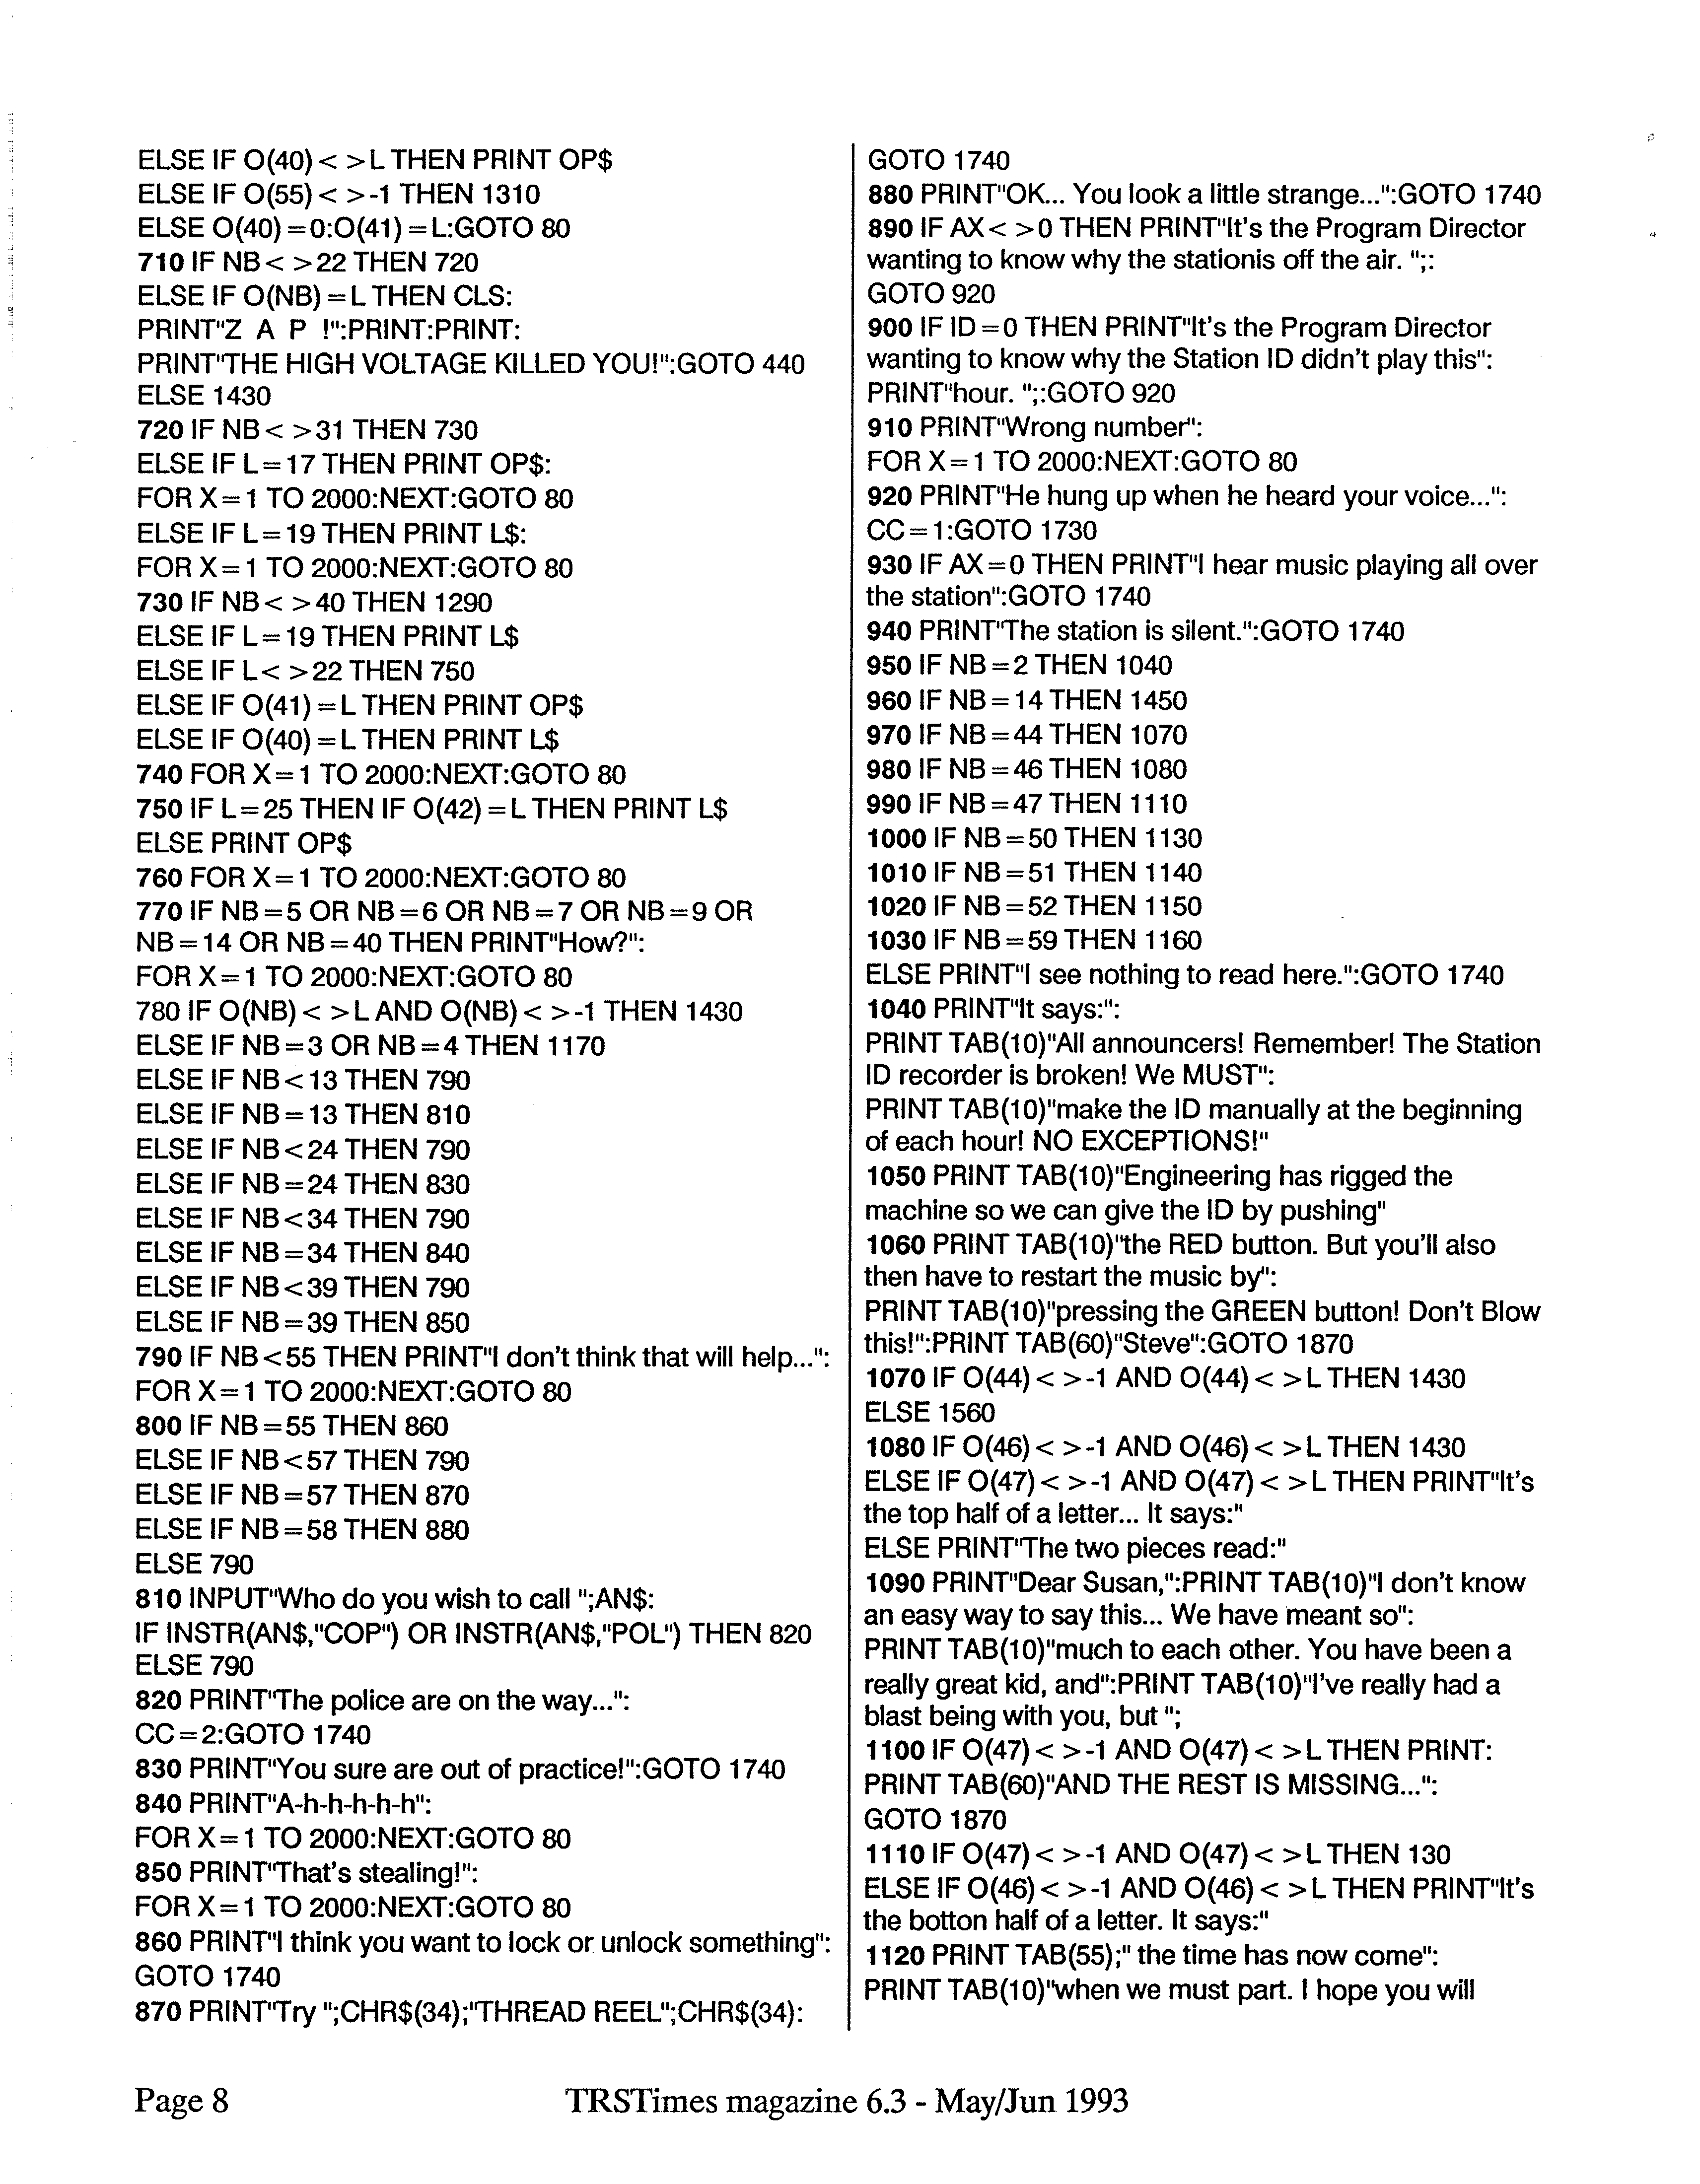 ELSE IF O(40)< >L THEN PRINT OP$
ELSE IF O(55)< >-1 THEN 1310
ELSE O(40)=0:O(41)=L:GOTO 80
710 IF NB< >22 THEN 720
ELSE IF O(NB)=L THEN CLS:
PRINT"Z A P !":PRINT:PRINT:
PRINT"THE HIGH VOLTAGE KILLED YOU!":GOTO 440
ELSE 1430
720 IF NB< >31 THEN 730
ELSE IF L=17 THEN PRINT OP$:
FOR X=1 TO 2000:NEXT:GOTO 80
ELSE IF L=19 THEN PRINT L$:
FOR X=1 TO 2000:NEXT:GOTO 80
730 IF NB< >40 THEN 1290
ELSE IF L=19 THEN PRINT L$
ELSE IF L< >22 THEN 750
ELSE IF O(41)=L THEN PRINT OP$
ELSE IF O(40)=L THEN PRINT L$
740 FOR X=1 TO 2000:NEXT:GOTO 80
750 IF L=25 THEN IF O(42)=L THEN PRINT L$
ELSE PRINT OP$
760 FOR X=1 TO 2000:NEXT:GOTO 80
770 IF NB=5 OR NB=6 OR NB=7 OR NB=9 OR
NB=14 OR NB=40 THEN PRINT"How?":
FOR X=1 TO 2000:NEXT:GOTO 80
780 IF O(NB)< >L AND O(NB)< >-1 THEN 1430
ELSE IF NB=3 OR NB=4 THEN 1170
ELSE IF NB<13 THEN 790
ELSE IF NB=13 THEN 810
ELSE IF NB<24 THEN 790
ELSE IF NB=24 THEN 830
ELSE IF NB<34 THEN 790
ELSE IF NB=34 THEN 840
ELSE IF NB<39 THEN 790
ELSE IF NB=39 THEN 850
790 IF NB<55 THEN PRINT"I don't think that will help...":
FOR X=1 TO 2000:NEXT:GOTO 80
800 IF NB=55 THEN 860
ELSE IF NB<57 THEN 790
ELSE IF NB=57 THEN 870
ELSE IF NB=58 THEN 880
ELSE 790
810 INPUT"Who do you wish to call ";AN$:
IF INSTR(AN$,"COP") OR INSTR(AN$,"POL") THEN 820
ELSE 790
820 PRINT"The police are on the way...":
CC=2:GOTO 1740
830 PRINT"You sure are out of practice!":GOTO 1740
840 PRINT"A-h-h-h-h-h":
FOR X=1 TO 2000:NEXT:GOTO 80
850 PRINT"That's stealing!":
FOR X=1 TO 2000:NEXT:GOTO 80
860 PRINT"I think you want to lock or unlock something":
GOTO 1740
870 PRINT"Try ";CHR$(34);"THREAD REEL";CHR$(34):
GOTO 1740
880 PRINT"OK... You look a little strange...":GOTO 1740
890 IF AX< >0 THEN PRINT"It's the Program Director
wanting to know why the stationis off the air. ";:
GOTO 920
900 IF ID=0 THEN PRINT"It's the Program Director
wanting to know why the Station ID didn't play this":
PRINT"hour. ";:GOTO 920
910 PRINT"Wrong number":
FOR X=1 TO 2000:NEXT:GOTO 80
920 PRINT"He hung up when he heard your voice...":
CC=1:GOTO 1730
930 IF AX=0 THEN PRINT"I hear music playing all over
the station":GOTO 1740
940 PRINT"The station is silent.":GOTO 1740
950 IF NB=2 THEN 1040
960 IF NB=14 THEN 1450
970 IF NB=44 THEN 1070
980 IF NB=46 THEN 1080
990 IF NB=47 THEN 1110
1000 IF NB=50 THEN 1130
1010 IF NB=51 THEN 1140
1020 IF NB=52 THEN 1150
1030 IF NB=59 THEN 1160
ELSE PRINT"I see nothing to read here.":GOTO 1740
1040 PRINT"It says:":
PRINT TAB(10)"All announcers! Remember! The Station
ID recorder is broken! We MUST":
PRINT TAB(10)"make the ID manually at the beginning
of each hour! NO EXCEPTIONS!"
1050 PRINT TAB(10)"Engineering has rigged the
machine so we can give the ID by pushing"
1060 PRINT TAB(10)"the RED button. But you'll also
then have to restart the music by":
PRINT TAB(10)"pressing the GREEN button! Don't Blow
this!":PRINT TAB(60)"Steve":GOTO 1870
1070 IF O(44)< >-1 AND O(44)< >L THEN 1430
ELSE 1560
1080 IF O(46)< >-1 AND O(46)< >L THEN 1430
ELSE IF O(47)< >-1 AND O(47)< >L THEN PRINT"It's
the top half of a letter... It says:"
ELSE PRINT"The two pieces read:"
1090 PRINT"Dear Susan,":PRINT TAB(10)"I don't know
an easy way to say this... We have meant so":
PRINT TAB(10)"much to each other. You have been a
really great kid, and":PRINT TAB(10)"I've really had a
blast being with you, but ";
1100 IF O(47)< >-1 AND O(47)< >L THEN PRINT:
PRINT TAB(60)"AND THE REST IS MISSING...":
GOTO 1870
1110 IF O(47)< >-1 AND O(47)< >L THEN 130
ELSE IF O(46)< >-1 AND O(46)< >L THEN PRINT"It's
the botton half of a letter. It says:"
1120 PRINT TAB(55);" the time has now come":
PRINT TAB(10)"when we must part. I hope you will
Page 8
TRSTimes magazine 6.3 - May/Jun 1993